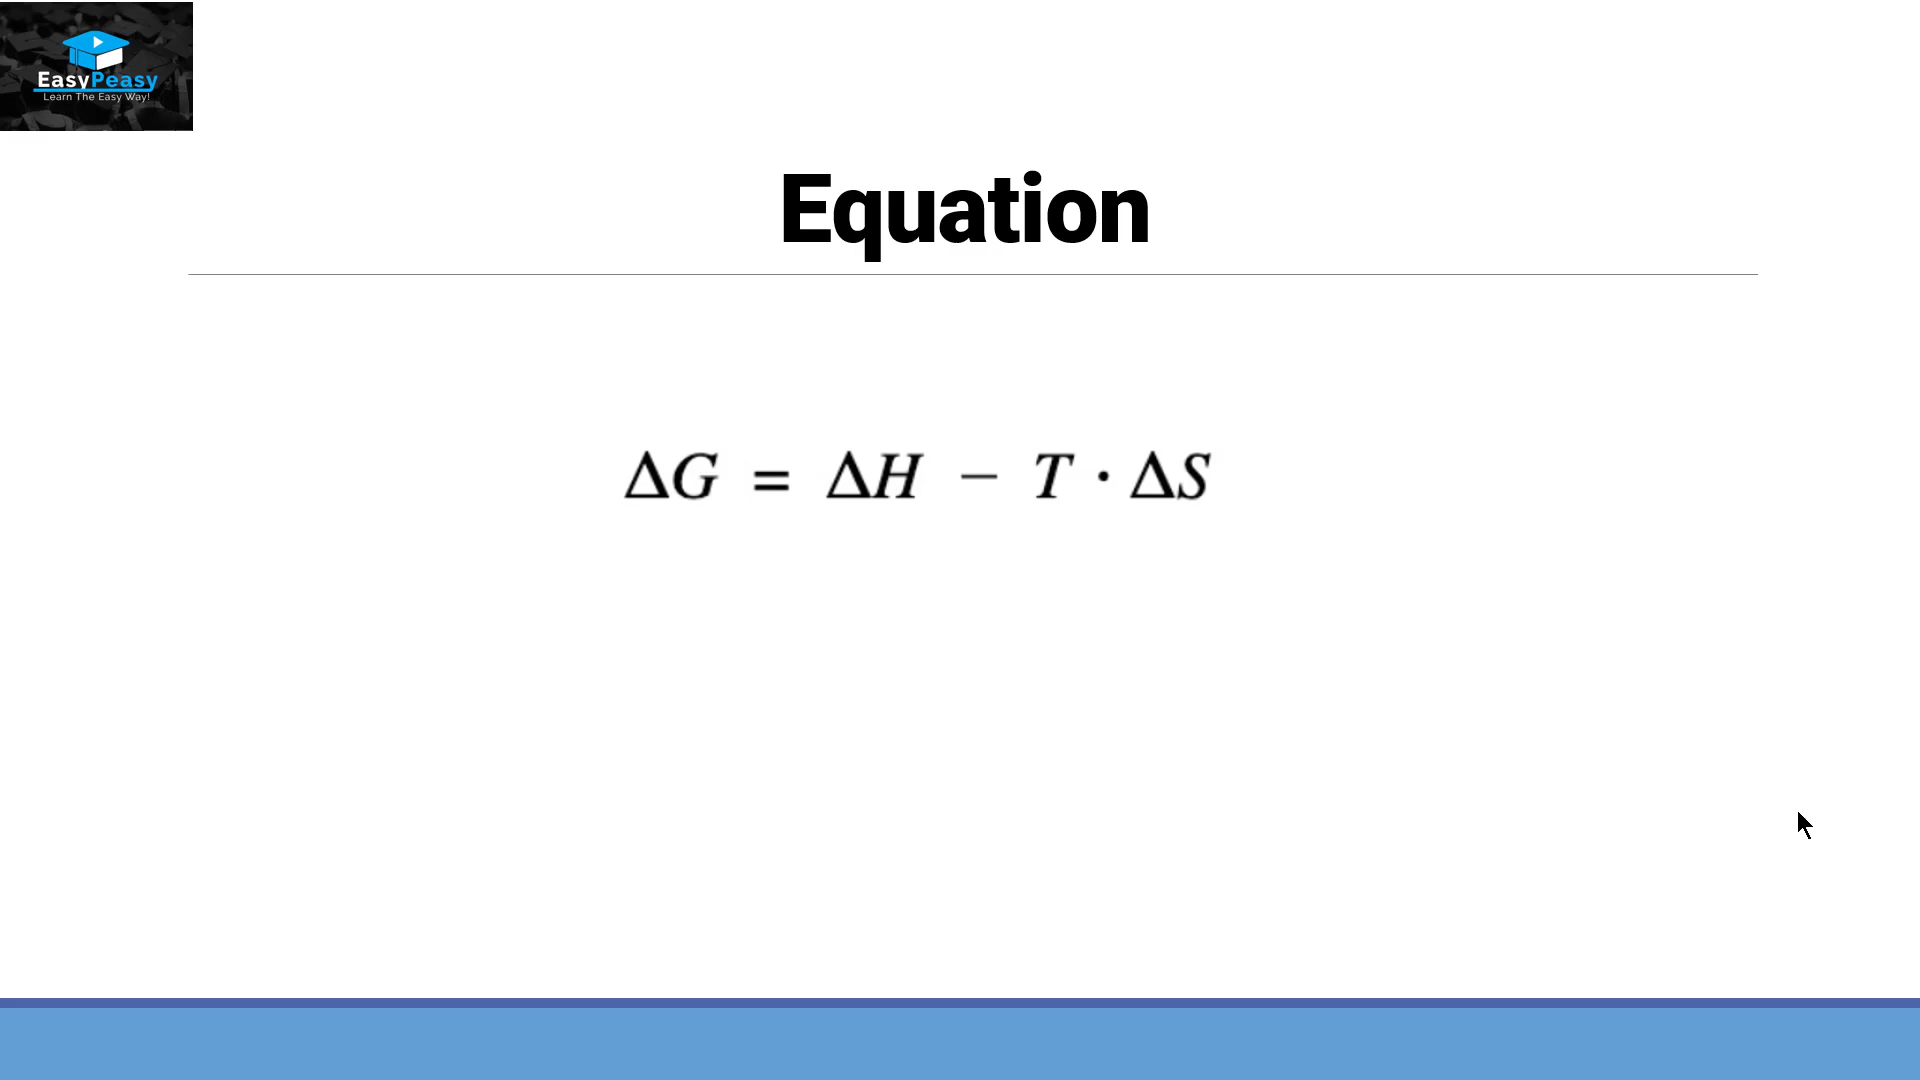 EasyPeasy
Learn The Easy Way!
Equation
ΔG = ΔH − T · ΔS